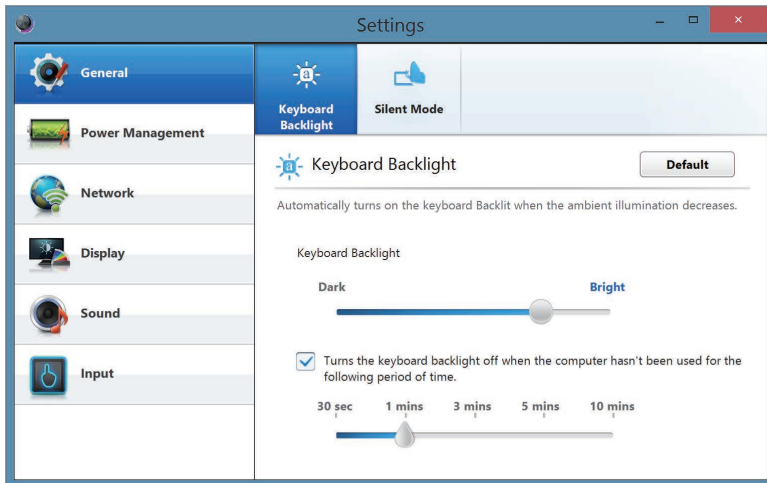 Settings
General
Power Management
Network
Display
Sound
Input
a
Keyboard
Backlight
Silent Mode
a
Keyboard Backlight
Default
Automatically turns on the keyboard Backlit when the ambient illumination decreases.
Keyboard Backlight
Dark Bright
Turns the keyboard backlight off when the computer hasn't been used for the
following period of time.
30 sec 1 mins 3 mins 5 mins 10 mins